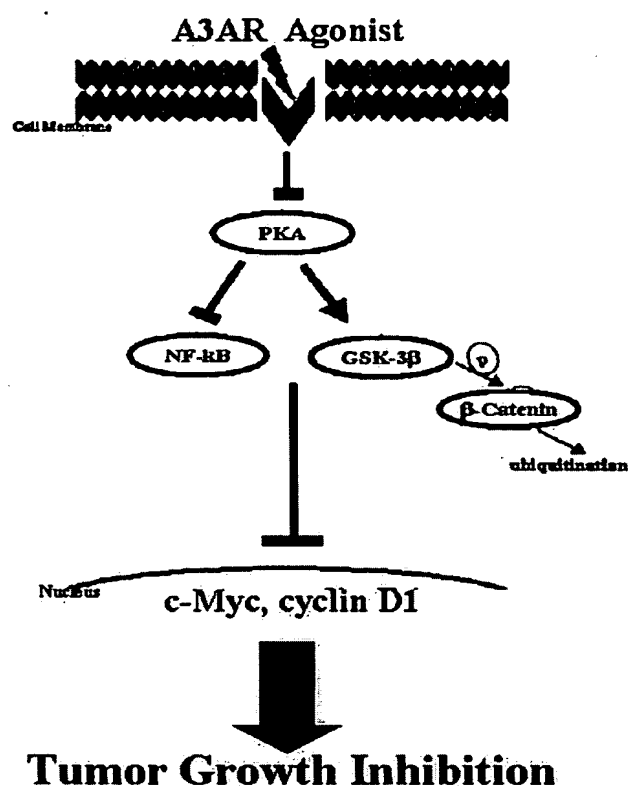 A3AR Agonist
Cell Membrane
PKA
NF-kB
GSK-3β
P
β-Catenin
ubiquitination
Nucleus
c-Myc, cyclin D1
Tumor Growth Inhibition